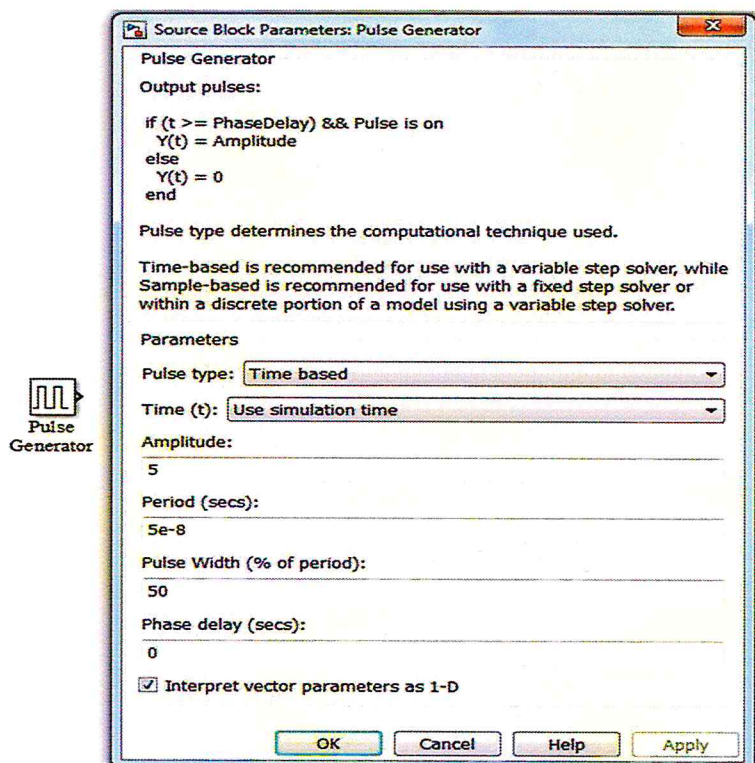 Source Block Parameters: Pulse Generator
Pulse Generator
Output pulses:
if (t >= PhaseDelay) && Pulse is on
Y(t) = Amplitude
else
Y(t) = 0
end
Pulse type determines the computational technique used.
Time-based is recommended for use with a variable step solver, while
Sample-based is recommended for use with a fixed step solver or
within a discrete portion of a model using a variable step solver.
Parameters
Pulse type: Time based
Time (t): Use simulation time
Amplitude:
5
Period (secs):
5e-8
Pulse Width (% of period):
50
Phase delay (secs):
0
Interpret vector parameters as 1-D
OK Cancel Help Apply
Pulse
Generator